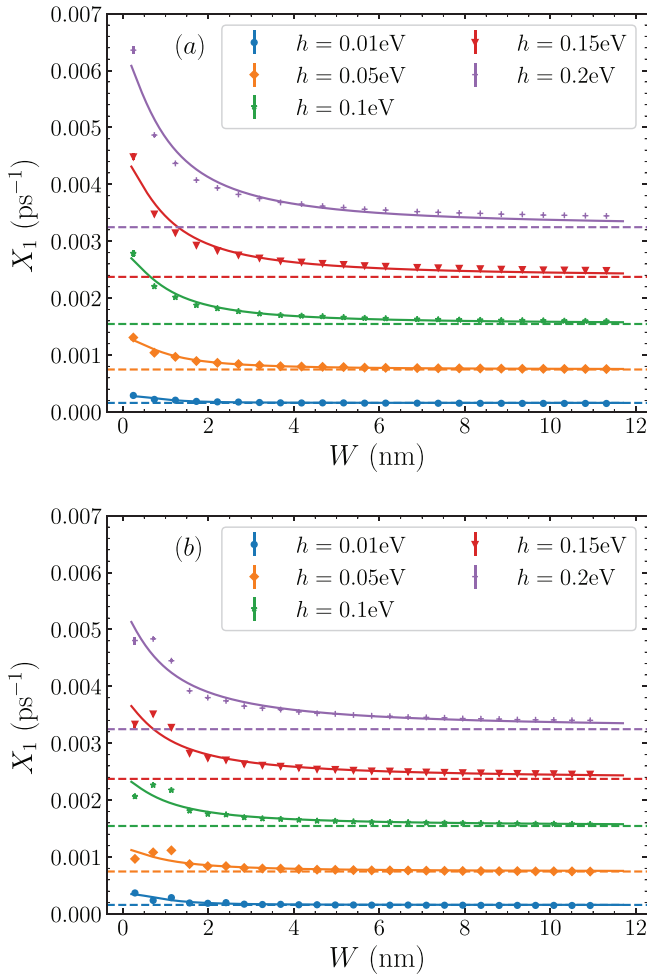 0.007
0.006
0.005
0.004
0.003
0.002
0.001
0.000
X₁ (ps⁻¹)
(a)
h = 0.01eV
h = 0.05eV
h = 0.1eV
h = 0.15eV
h = 0.2eV
0 2 4 6 8 10 12
W (nm)
0.007
0.006
0.005
0.004
0.003
0.002
0.001
0.000
X₁ (ps⁻¹)
(b)
h = 0.01eV
h = 0.05eV
h = 0.1eV
h = 0.15eV
h = 0.2eV
0 2 4 6 8 10 12
W (nm)